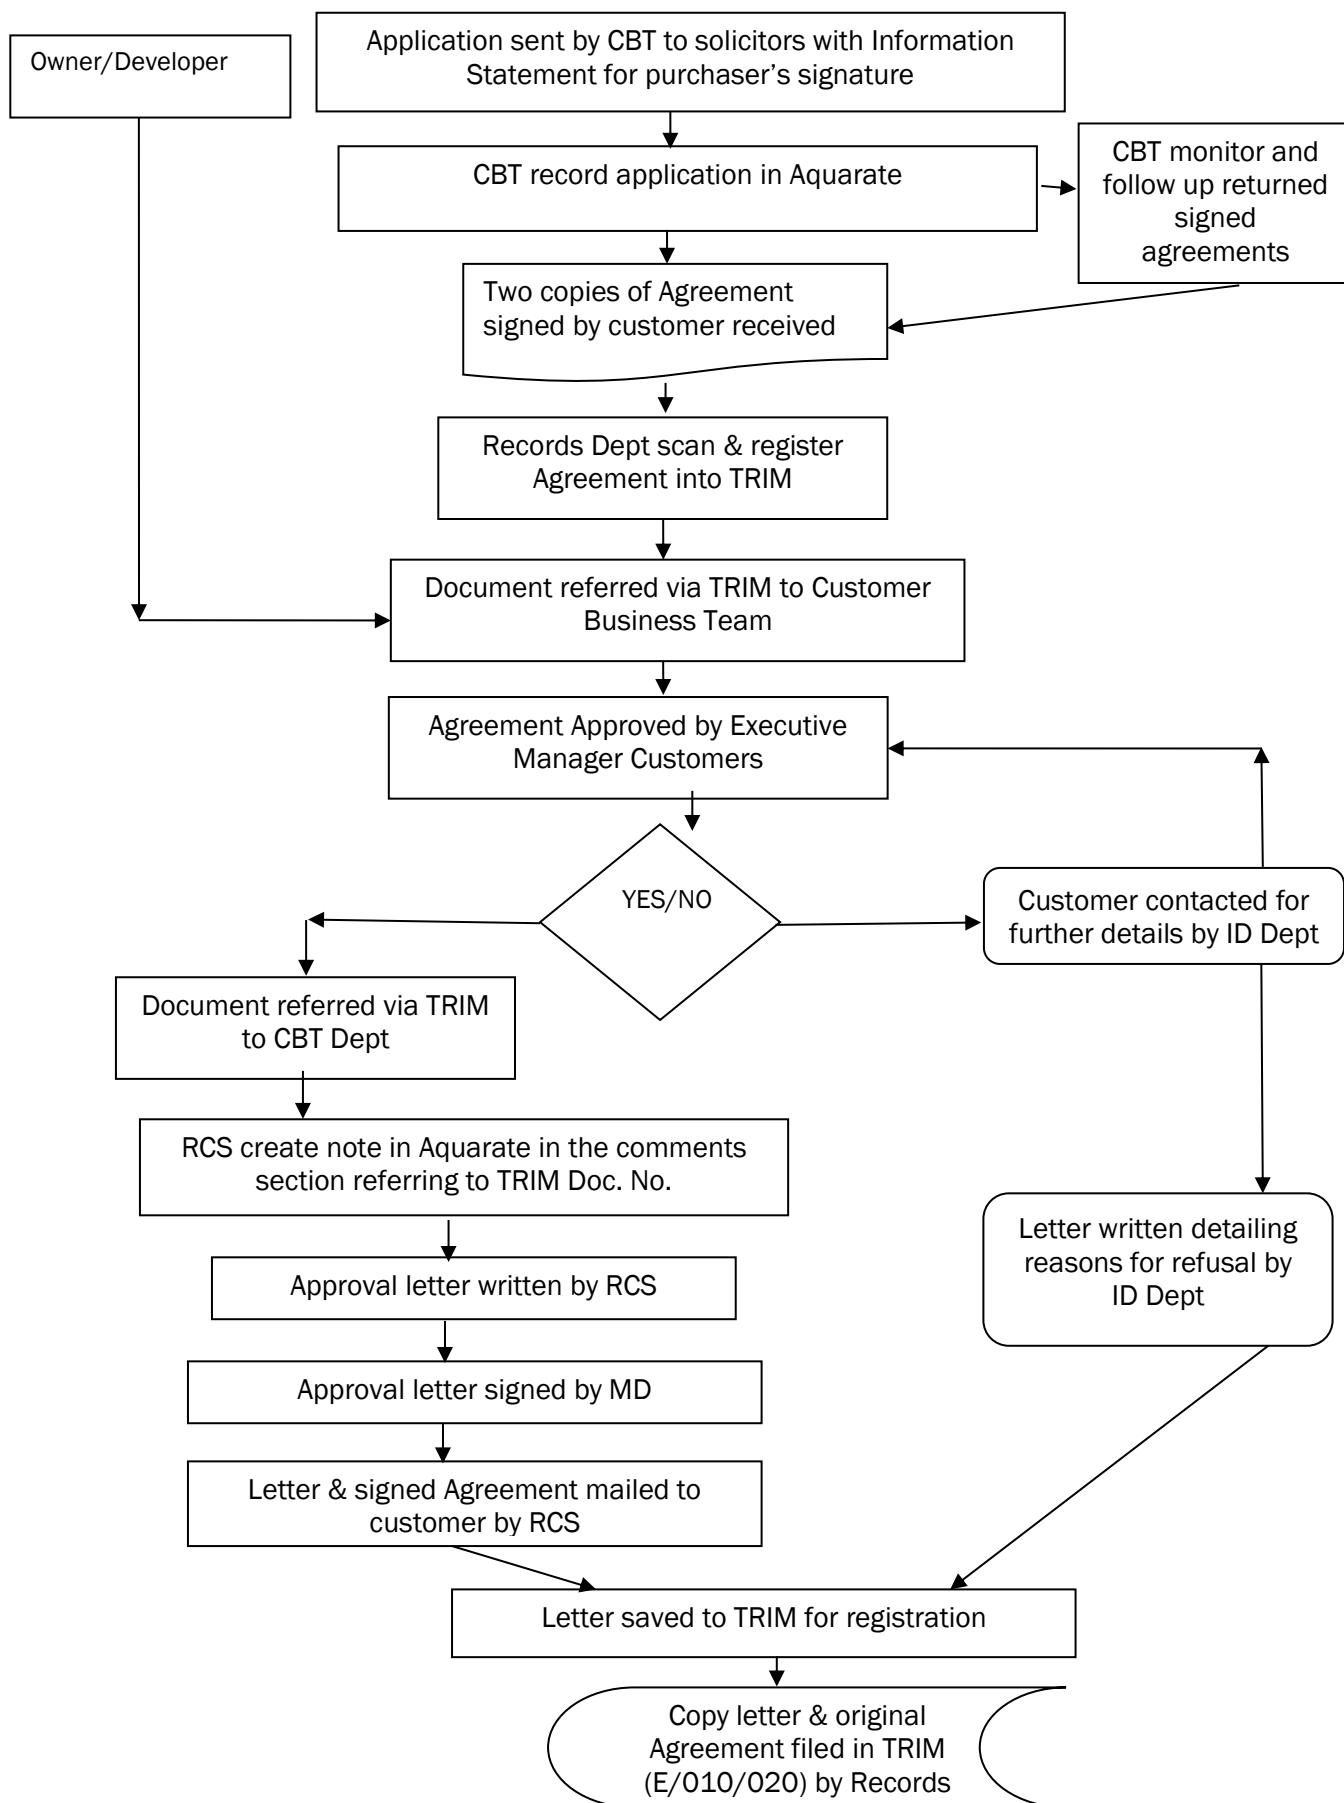 Owner/Developer
Application sent by CBT to solicitors with Information
Statement for purchaser’s signature
CBT record application in Aquarate
CBT monitor and
follow up returned
signed
agreements
Two copies of Agreement
signed by customer received
Records Dept scan & register
Agreement into TRIM
Document referred via TRIM to Customer
Business Team
Agreement Approved by Executive
Manager Customers
YES/NO
Customer contacted for
further details by ID Dept
Document referred via TRIM
to CBT Dept
RCS create note in Aquarate in the comments
section referring to TRIM Doc. No.
Letter written detailing
reasons for refusal by
ID Dept
Approval letter written by RCS
Approval letter signed by MD
Letter & signed Agreement mailed to
customer by RCS
Letter saved to TRIM for registration
Copy letter & original
Agreement filed in TRIM
(E/010/020) by Records